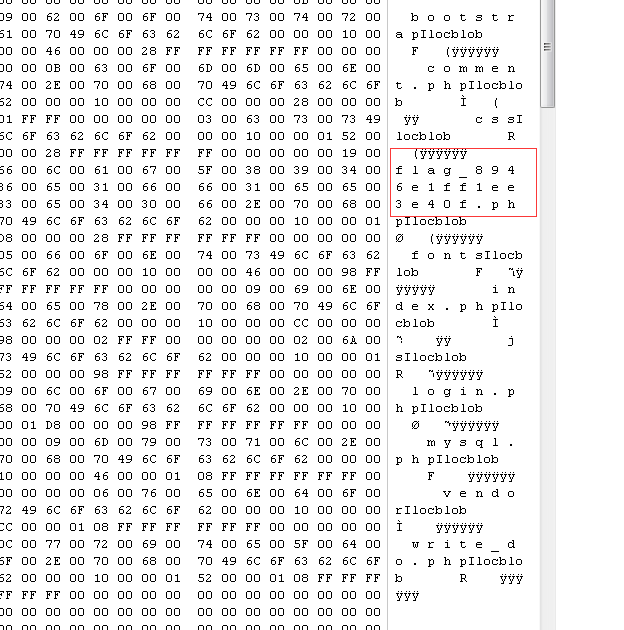 09 00 62 00 6F 00 6F 00 74 00 73 00 74 00 72 00 b o o t s t r
61 00 70 49 6C 6F 63 62 6C 6F 62 00 00 00 10 00 a pIlocblob
00 00 46 00 00 00 28 FF FF FF FF FF FF 00 00 00 F (ÿÿÿÿÿÿ
00 00 0B 00 63 00 6F 00 6D 00 6D 00 65 00 6E 00 c o m m e n
74 00 2E 00 70 00 68 00 70 49 6C 6F 63 62 6C 6F t . p h pIlocblo
62 00 00 00 10 00 00 00 CC 00 00 00 28 00 00 00 b Ì (
01 FF FF 00 00 00 00 00 03 00 63 00 73 00 73 49 ÿÿ c s sI
6C 6F 63 62 6C 6F 62 00 00 00 10 00 00 01 52 00 locblob R
00 00 28 FF FF FF FF FF FF 00 00 00 00 00 19 00 (ÿÿÿÿÿÿ
66 00 6C 00 61 00 67 00 5F 00 38 00 39 00 34 00 f l a g _ 8 9 4
36 00 65 00 31 00 66 00 66 00 31 00 65 00 65 00 6 e 1 f f 1 e e
33 00 65 00 34 00 30 00 66 00 2E 00 70 00 68 00 3 e 4 0 f . p h
70 49 6C 6F 63 62 6C 6F 62 00 00 00 10 00 00 01 pIlocblob
D8 00 00 00 28 FF FF FF FF FF FF 00 00 00 00 00 Ø (ÿÿÿÿÿÿ
05 00 66 00 6F 00 6E 00 74 00 73 49 6C 6F 63 62 f o n t sIlocb
6C 6F 62 00 00 00 10 00 00 00 46 00 00 00 98 FF lob F ˜ÿ
FF FF FF FF FF 00 00 00 00 00 09 00 69 00 6E 00 ÿÿÿÿÿ i n
64 00 65 00 78 00 2E 00 70 00 68 00 70 49 6C 6F d e x . p h pIlo
63 62 6C 6F 62 00 00 00 10 00 00 00 CC 00 00 00 cblob Ì
98 00 00 00 02 FF FF 00 00 00 00 00 02 00 6A 00 ˜ ÿÿ j
73 49 6C 6F 63 62 6C 6F 62 00 00 00 10 00 00 01 sIlocblob
52 00 00 00 98 FF FF FF FF FF FF 00 00 00 00 00 R ˜ÿÿÿÿÿÿ
09 00 6C 00 6F 00 67 00 69 00 6E 00 2E 00 70 00 l o g i n . p
68 00 70 49 6C 6F 63 62 6C 6F 62 00 00 00 10 00 h pIlocblob
00 01 D8 00 00 00 98 FF FF FF FF FF FF 00 00 00 Ø ˜ÿÿÿÿÿÿ
00 00 09 00 6D 00 79 00 73 00 71 00 6C 00 2E 00 m y s q l .
70 00 68 00 70 49 6C 6F 63 62 6C 6F 62 00 00 00 p h pIlocblob
10 00 00 00 46 00 00 01 08 FF FF FF FF FF FF 00 F ÿÿÿÿÿÿ
00 00 00 00 06 00 76 00 65 00 6E 00 64 00 6F 00 v e n d o
72 49 6C 6F 63 62 6C 6F 62 00 00 00 10 00 00 00 rIlocblob
CC 00 00 01 08 FF FF FF FF FF FF 00 00 00 00 00 Ì ÿÿÿÿÿÿ
0C 00 77 00 72 00 69 00 74 00 65 00 5F 00 64 00 w r i t e _ d
6F 00 2E 00 70 00 68 00 70 49 6C 6F 63 62 6C 6F o . p h pIlocblo
62 00 00 00 10 00 00 01 52 00 00 01 08 FF FF FF b R ÿÿÿ
FF FF FF 00 00 00 00 00 00 00 00 00 00 00 00 00 ÿÿÿ
00 00 00 00 00 00 00 00 00 00 00 00 00 00 00 00